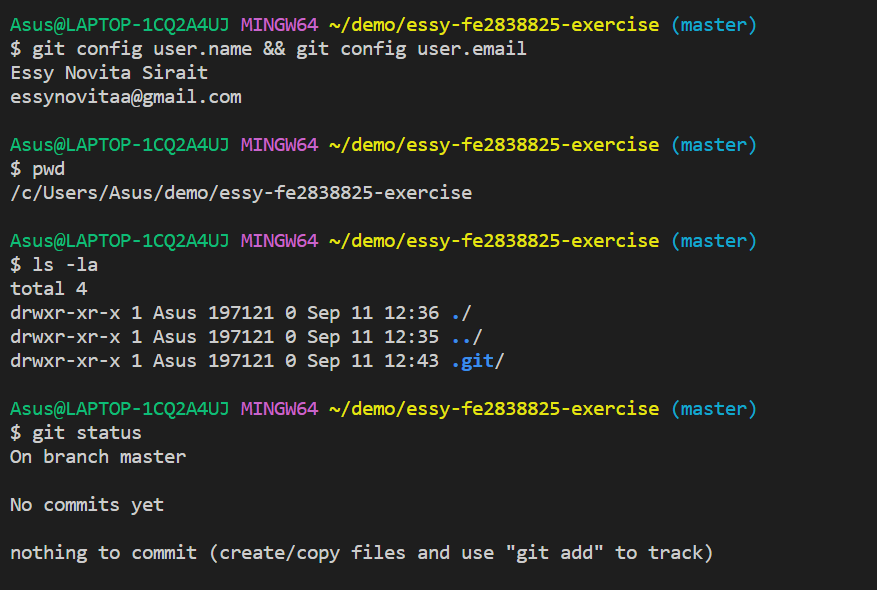 Asus@LAPTOP-1CQ2A4UJ MINGW64 ~/demo/essy-fe2838825-exercise (master)
$ git config user.name && git config user.email
Essy Novita Sirait
essynovitaa@gmail.com
Asus@LAPTOP-1CQ2A4UJ MINGW64 ~/demo/essy-fe2838825-exercise (master)
$ pwd
/c/Users/Asus/demo/essy-fe2838825-exercise
Asus@LAPTOP-1CQ2A4UJ MINGW64 ~/demo/essy-fe2838825-exercise (master)
$ ls -la
total 4
drwxr-xr-x 1 Asus 197121 0 Sep 11 12:36 ./
drwxr-xr-x 1 Asus 197121 0 Sep 11 12:35 ../
drwxr-xr-x 1 Asus 197121 0 Sep 11 12:43 .git/
Asus@LAPTOP-1CQ2A4UJ MINGW64 ~/demo/essy-fe2838825-exercise (master)
$ git status
On branch master
No commits yet
nothing to commit (create/copy files and use "git add" to track)